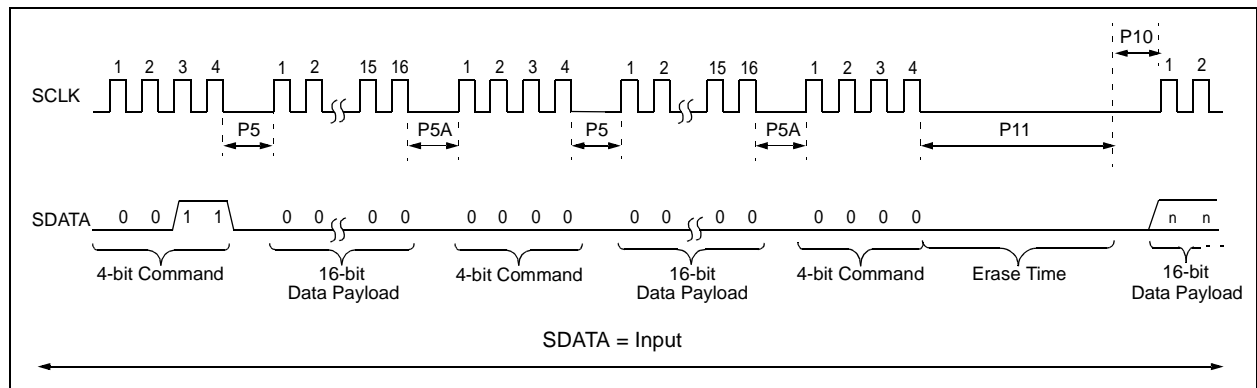 P10
1 2 3 4 1 2 15 16 1 2 3 4 1 2 15 16 1 2 3 4 1 2
SCLK
P5 P5A P5 P5A P11
SDATA 0 0 1 1 0 0 0 0 0 0 0 0 0 0 0 0 0 0 0 0 n n
4-bit Command 16-bit 4-bit Command 16-bit 4-bit Command Erase Time 16-bit
Data Payload Data Payload Data Payload
SDATA = Input